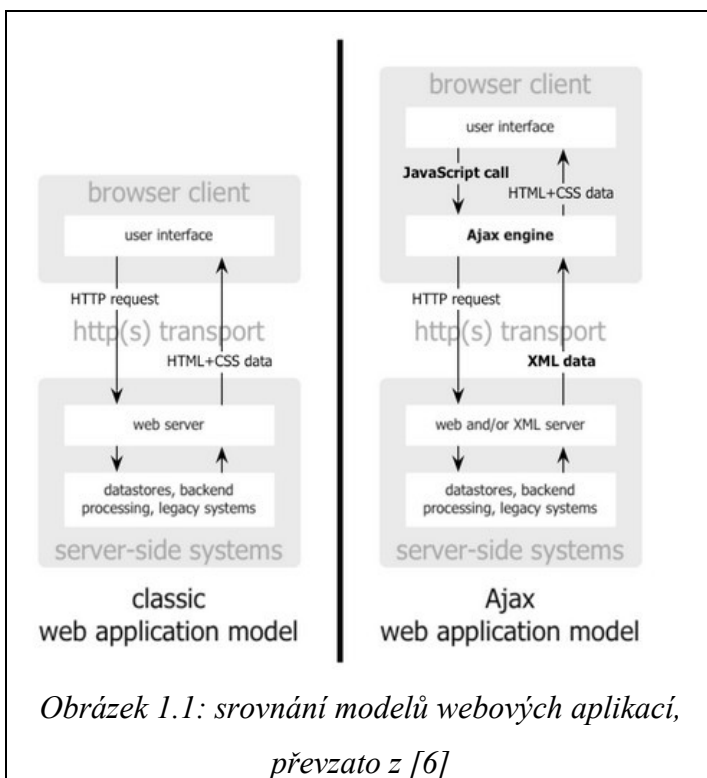 browser client
user interface
HTTP request
http(s) transport
HTML+CSS data
web server
datastores, backend
processing, legacy systems
server-side systems
classic
web application model
browser client
user interface
JavaScript call
HTML+CSS data
Ajax engine
HTTP request
http(s) transport
XML data
web and/or XML server
datastores, backend
processing, legacy systems
server-side systems
Ajax
web application model
Obrázek 1.1: srovnání modelů webových aplikací,
převzato z [6]